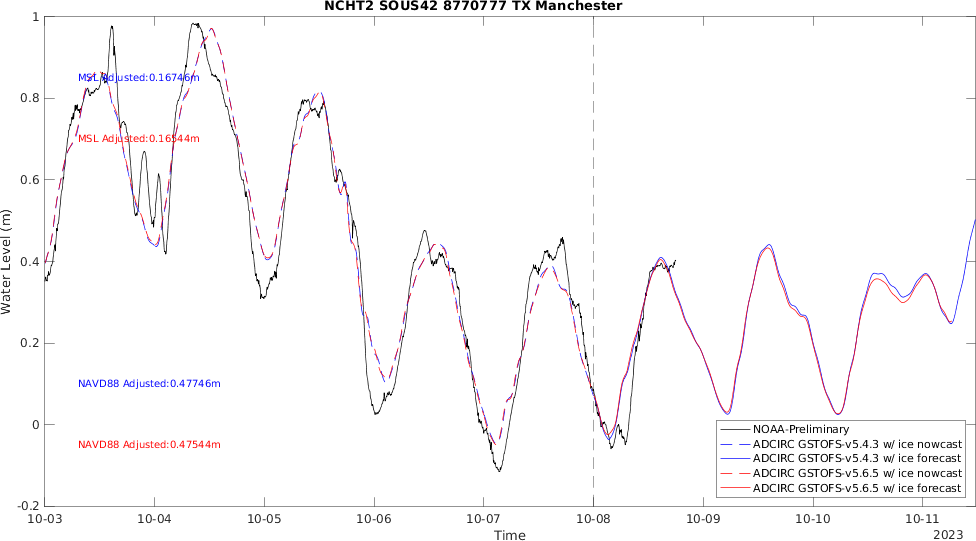 NCHT2 SOUS42 8770777 TX Manchester
Water Level (m)
1
0.8
0.6
0.4
0.2
0
-0.2
MSL Adjusted:0.16746m
MSL Adjusted:0.16544m
NAVD88 Adjusted:0.47746m
NAVD88 Adjusted:0.47544m
NOAA-Preliminary
ADCIRC GSTOFS-v5.4.3 w/ ice nowcast
ADCIRC GSTOFS-v5.4.3 w/ ice forecast
ADCIRC GSTOFS-v5.6.5 w/ ice nowcast
ADCIRC GSTOFS-v5.6.5 w/ ice forecast
10-03 10-04 10-05 10-06 10-07 10-08 10-09 10-10 10-11
Time
2023